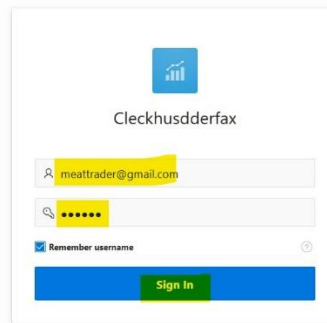 Cleckhusdderfax
meattrader@gmail.com
••••••
Remember username
Sign In